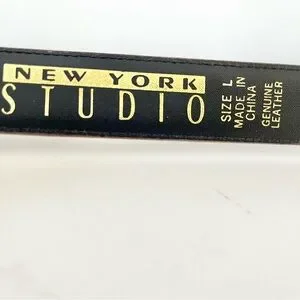 NEW YORK
STUDIO
SIZE L
MADE IN
CHINA
GENUINE
LEATHER